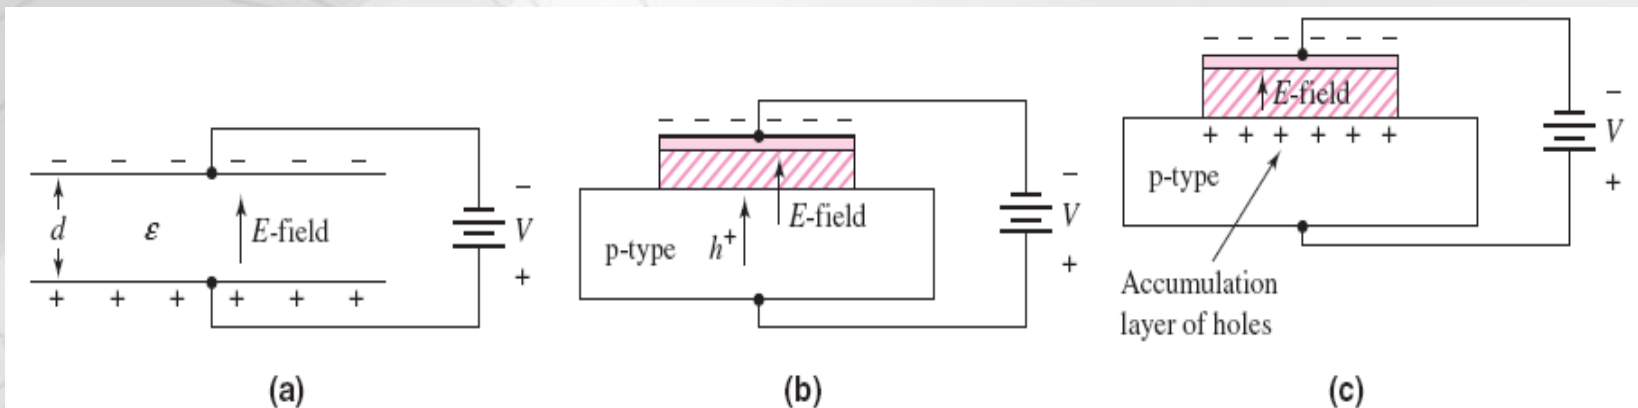 − − − − − −
d
ε
E-field
−
V
+
+ + + + + +
(a)
− − − − − −
E-field
p-type
h+
−
V
+
(b)
− − − − − −
E-field
+ + + + + +
p-type
−
V
+
Accumulation
layer of holes
(c)